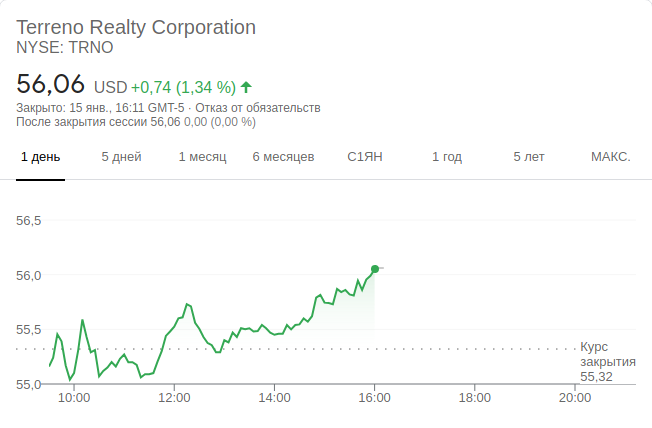 Terreno Realty Corporation
NYSE: TRNO
56,06 USD +0,74 (1,34 %)
Закрыто: 15 янв., 16:11 GMT-5 · Отказ от обязательств
После закрытия сессии 56,06 0,00 (0,00 %)
1 день 5 дней 1 месяц 6 месяцев С1ЯН 1 год 5 лет МАКС.
56,5
56,0
55,5
Курс
закрытия
55,32
55,0
10:00 12:00 14:00 16:00 18:00 20:00